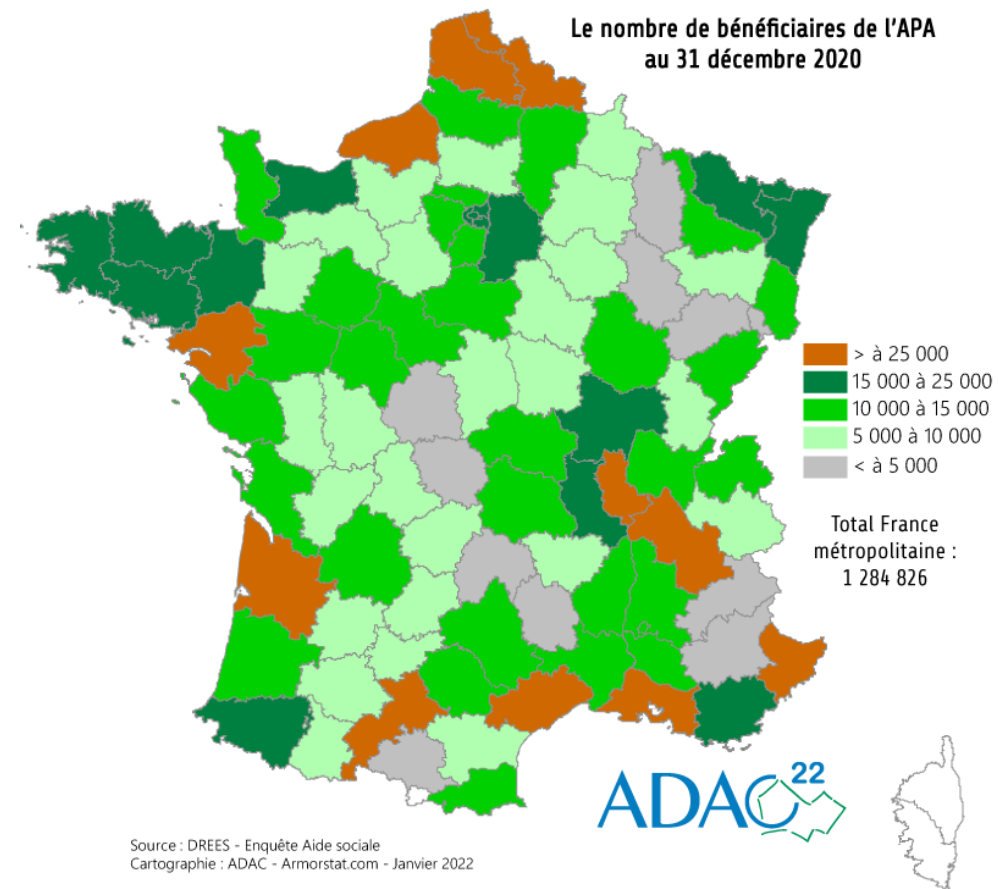 Le nombre de bénéficiaires de l'APA
au 31 décembre 2020
> à 25 000
15 000 à 25 000
10 000 à 15 000
5 000 à 10 000
< à 5 000
Total France
métropolitaine :
1 284 826
ADAC 22
Source : DREES - Enquête Aide sociale
Cartographie : ADAC - Armorstat.com - Janvier 2022